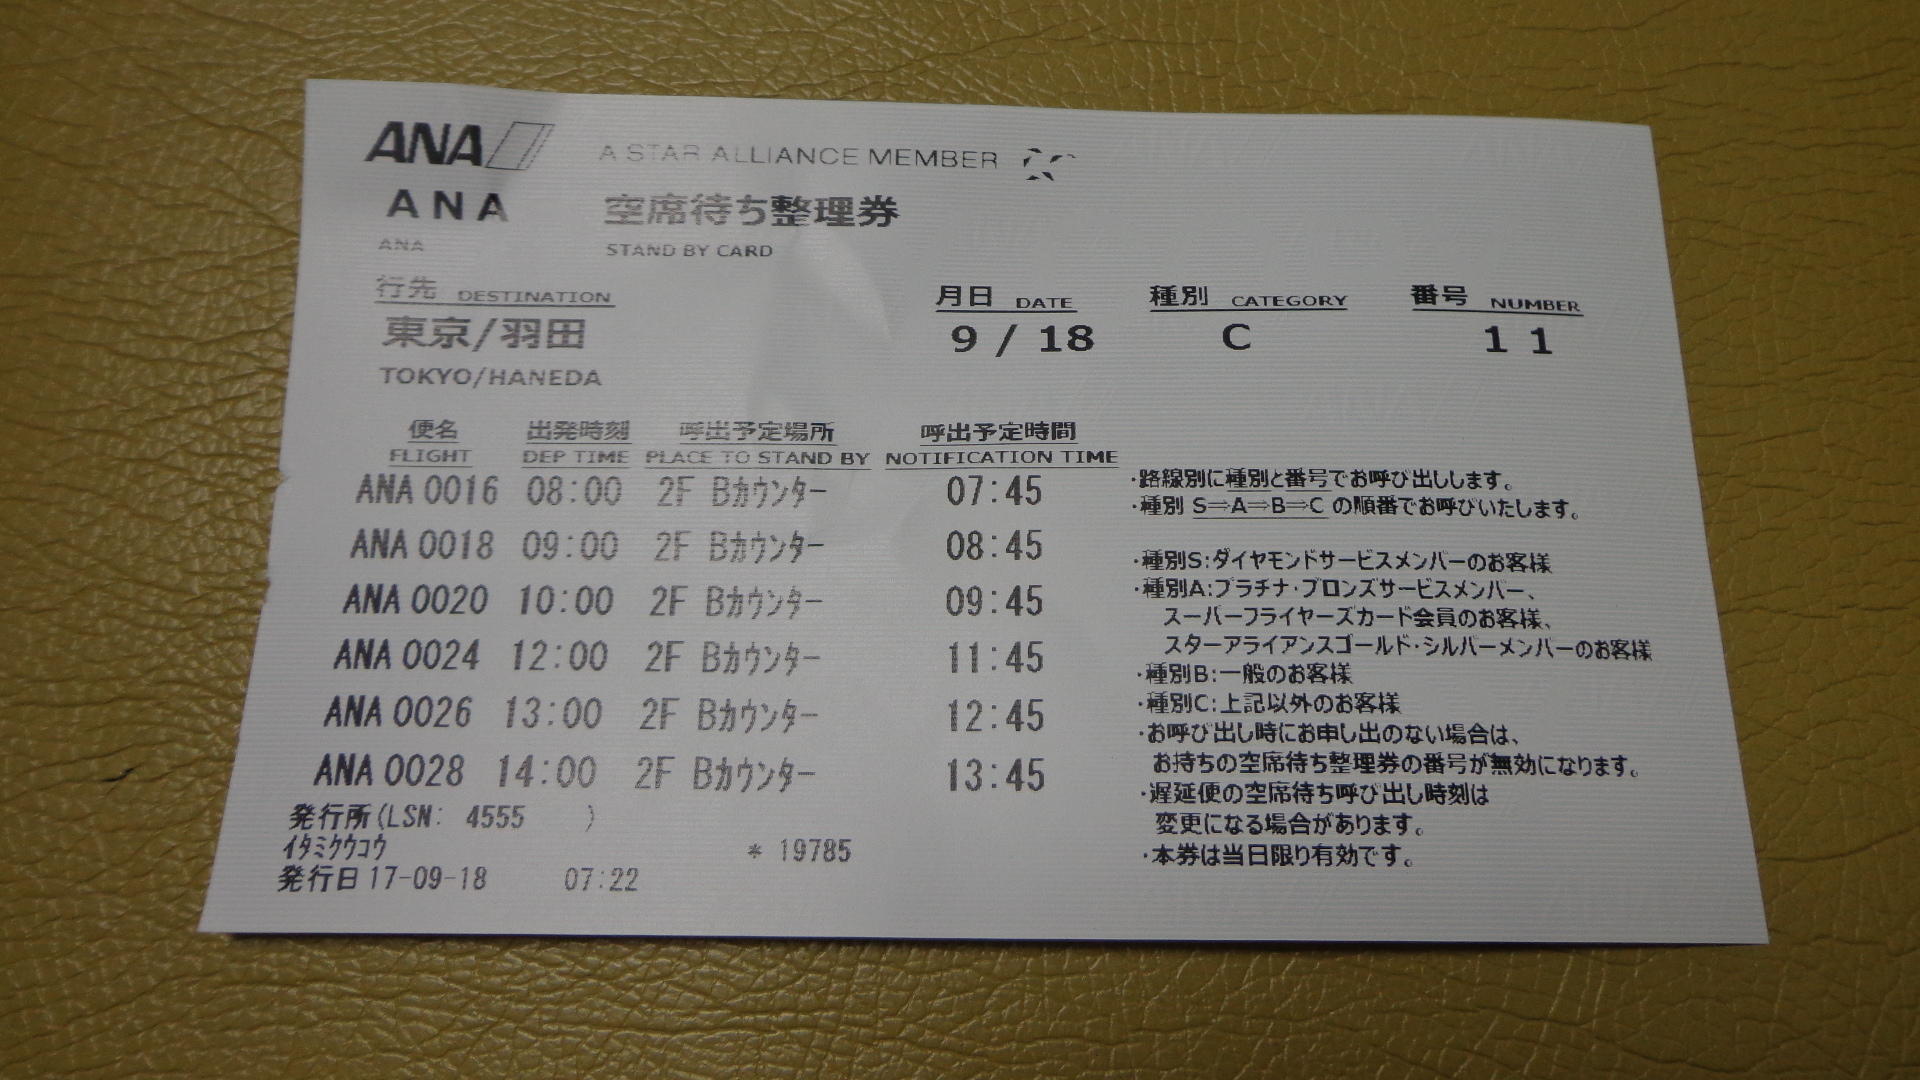 ANA A STAR ALLIANCE MEMBER
ANA 空席待ち整理券
ANA STAND BY CARD
行先 DESTINATION 月日 DATE 種別 CATEGORY 番号 NUMBER
東京/羽田 9 / 18 C 11
TOKYO/HANEDA
便名 出発時刻 呼出予定場所 呼出予定時間
FLIGHT DEP TIME PLACE TO STAND BY NOTIFICATION TIME
ANA 0016 08:00 2F Bｶｳﾝﾀｰ 07:45
ANA 0018 09:00 2F Bｶｳﾝﾀｰ 08:45
ANA 0020 10:00 2F Bｶｳﾝﾀｰ 09:45
ANA 0024 12:00 2F Bｶｳﾝﾀｰ 11:45
ANA 0026 13:00 2F Bｶｳﾝﾀｰ 12:45
ANA 0028 14:00 2F Bｶｳﾝﾀｰ 13:45
・路線別に種別と番号でお呼び出しします。
・種別 S⇒A⇒B⇒C の順番でお呼びいたします。
・種別S:ダイヤモンドサービスメンバーのお客様
・種別A:プラチナ・ブロンズサービスメンバー、
スーパーフライヤーズカード会員のお客様、
スターアライアンスゴールド・シルバーメンバーのお客様
・種別B:一般のお客様
・種別C:上記以外のお客様
・お呼び出し時にお申し出のない場合は、
お持ちの空席待ち整理券の番号が無効になります。
・遅延便の空席待ち呼び出し時刻は
変更になる場合があります。
・本券は当日限り有効です。
発行所(LSN: 4555 )
ｲﾀﾐｸｳｺｳ * 19785
発行日 17-09-18 07:22